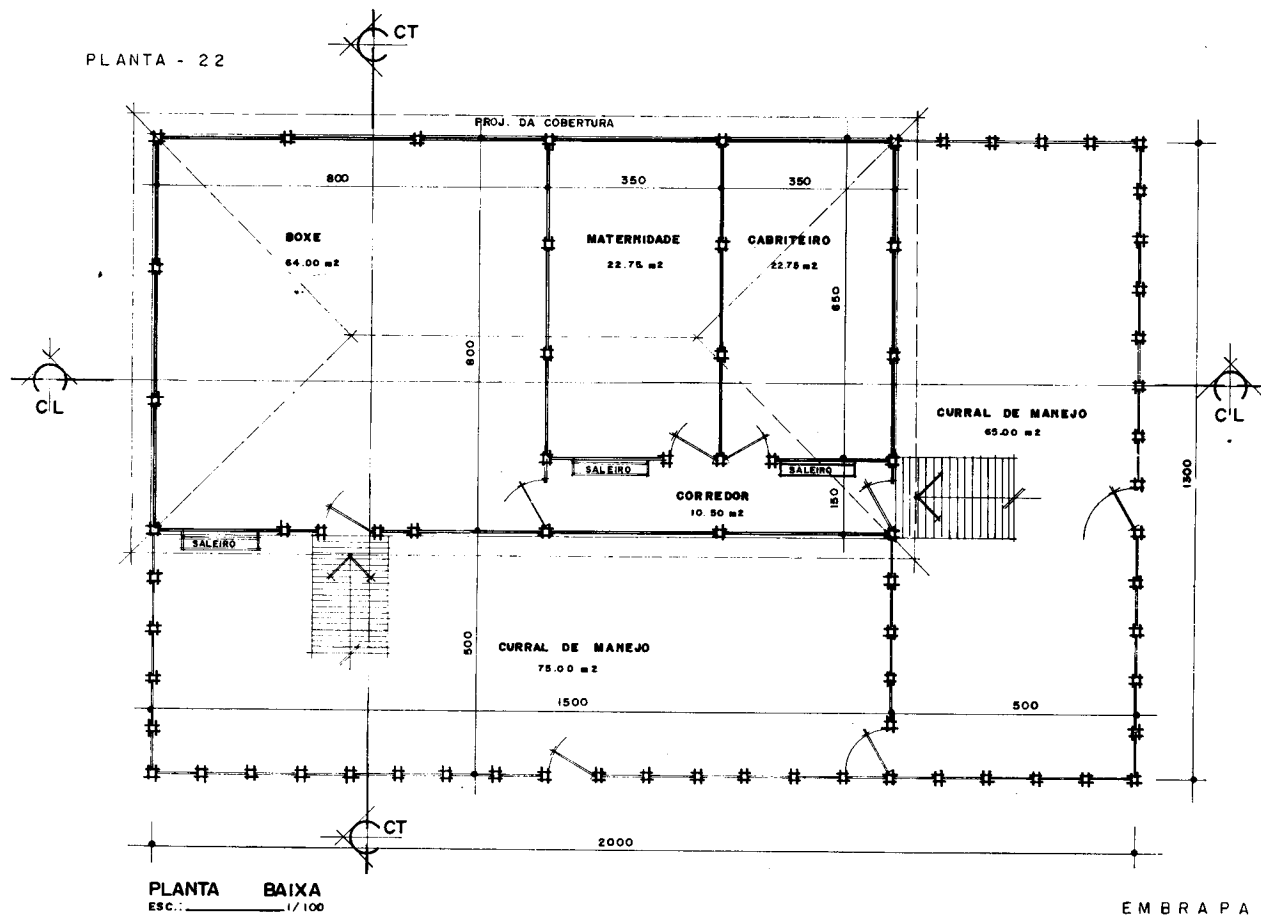 CT
PLANTA - 22
PROJ. DA COBERTURA
800
350
350
BOXE
64.00 m2
MATERNIDADE
22.75 m2
CABRITEIRO
22.75 m2
650
800
CL
CURRAL DE MANEJO
65.00 m2
CL
SALEIRO
SALEIRO
CORREDOR
10.50 m2
150
1300
SALEIRO
CURRAL DE MANEJO
75.00 m2
500
1500
500
CT
2000
PLANTA BAIXA
ESC.: 1/100
EMBRAPA